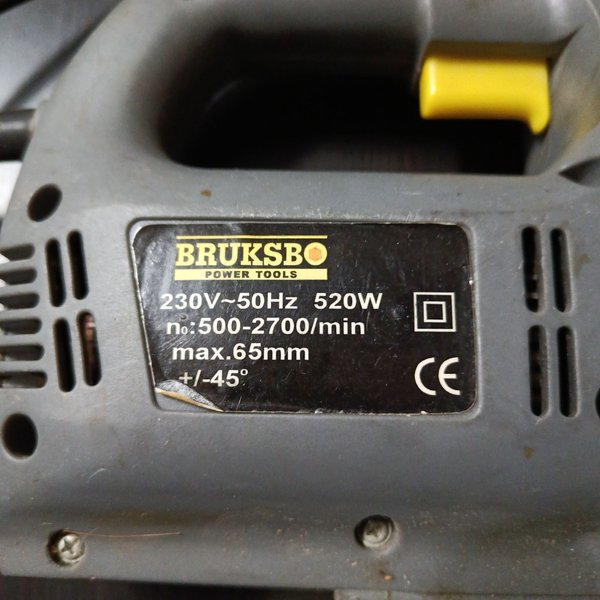 BRUKSBO
POWER TOOLS
230V~50Hz 520W
n₀:500-2700/min
max.65mm
+/-45°
CE